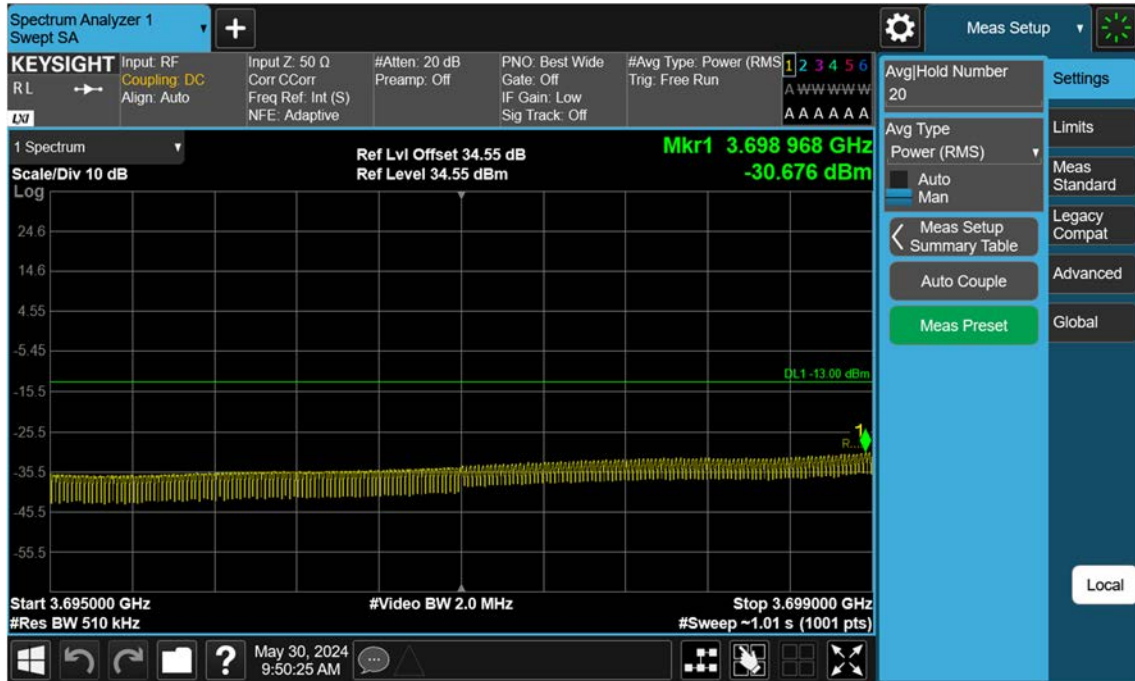 Spectrum Analyzer 1
Swept SA
Meas Setup
KEYSIGHT
R L
LXI
Input: RF
Coupling: DC
Align: Auto
Input Z: 50 Ω
Corr CCorr
Freq Ref: Int (S)
NFE: Adaptive
#Atten: 20 dB
Preamp: Off
PNO: Best Wide
Gate: Off
IF Gain: Low
Sig Track: Off
#Avg Type: Power (RMS
Trig: Free Run
1 2 3 4 5 6
A W W W W W
A A A A A A
1 Spectrum
Scale/Div 10 dB
Log
Ref Lvl Offset 34.55 dB
Ref Level 34.55 dBm
Mkr1 3.698 968 GHz
-30.676 dBm
24.6
14.6
4.55
-5.45
-15.5
-25.5
-35.5
-45.5
-55.5
DL1 -13.00 dBm
1
R...
Start 3.695000 GHz
#Res BW 510 kHz
#Video BW 2.0 MHz
Stop 3.699000 GHz
#Sweep ~1.01 s (1001 pts)
Avg|Hold Number
20
Avg Type
Power (RMS)
Auto
Man
Meas Setup
Summary Table
Auto Couple
Meas Preset
Settings
Limits
Meas
Standard
Legacy
Compat
Advanced
Global
Local
May 30, 2024
9:50:25 AM